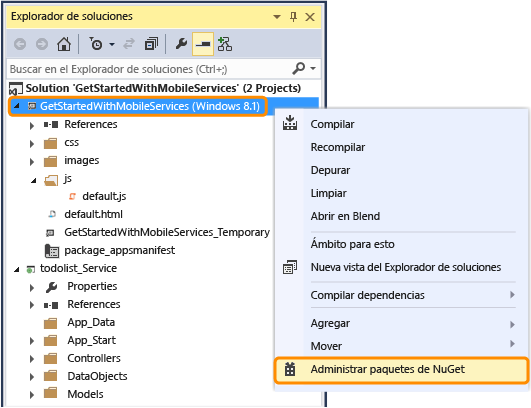 Explorador de soluciones
Buscar en el Explorador de soluciones (Ctrl+;)
Solution 'GetStartedWithMobileServices' (2 Projects)
GetStartedWithMobileServices (Windows 8.1)
References
css
images
js
default.js
default.html
GetStartedWithMobileServices_Temporary
package_appsmanifest
todolist_Service
Properties
References
App_Data
App_Start
Controllers
DataObjects
Models
Compilar
Recompilar
Depurar
Limpiar
Abrir en Blend
Ámbito para esto
Nueva vista del Explorador de soluciones
Compilar dependencias
Agregar
Mover
Administrar paquetes de NuGet